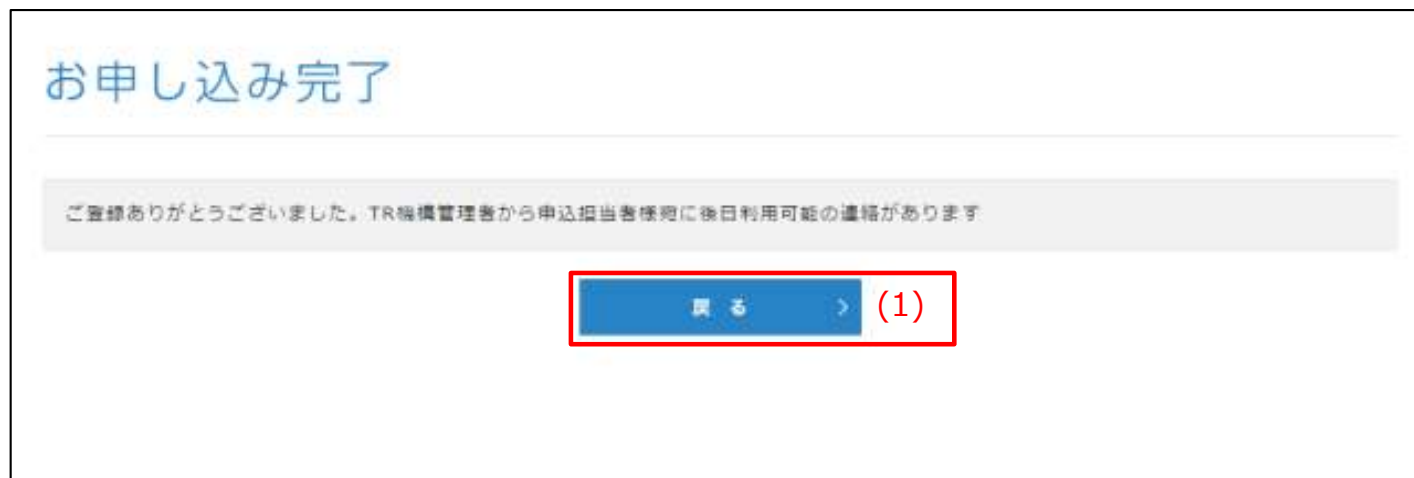 お申し込み完了
ご登録ありがとうございました。TR機構管理者から申込担当者様宛に後日利用可能の連絡があります
戻る
(1)